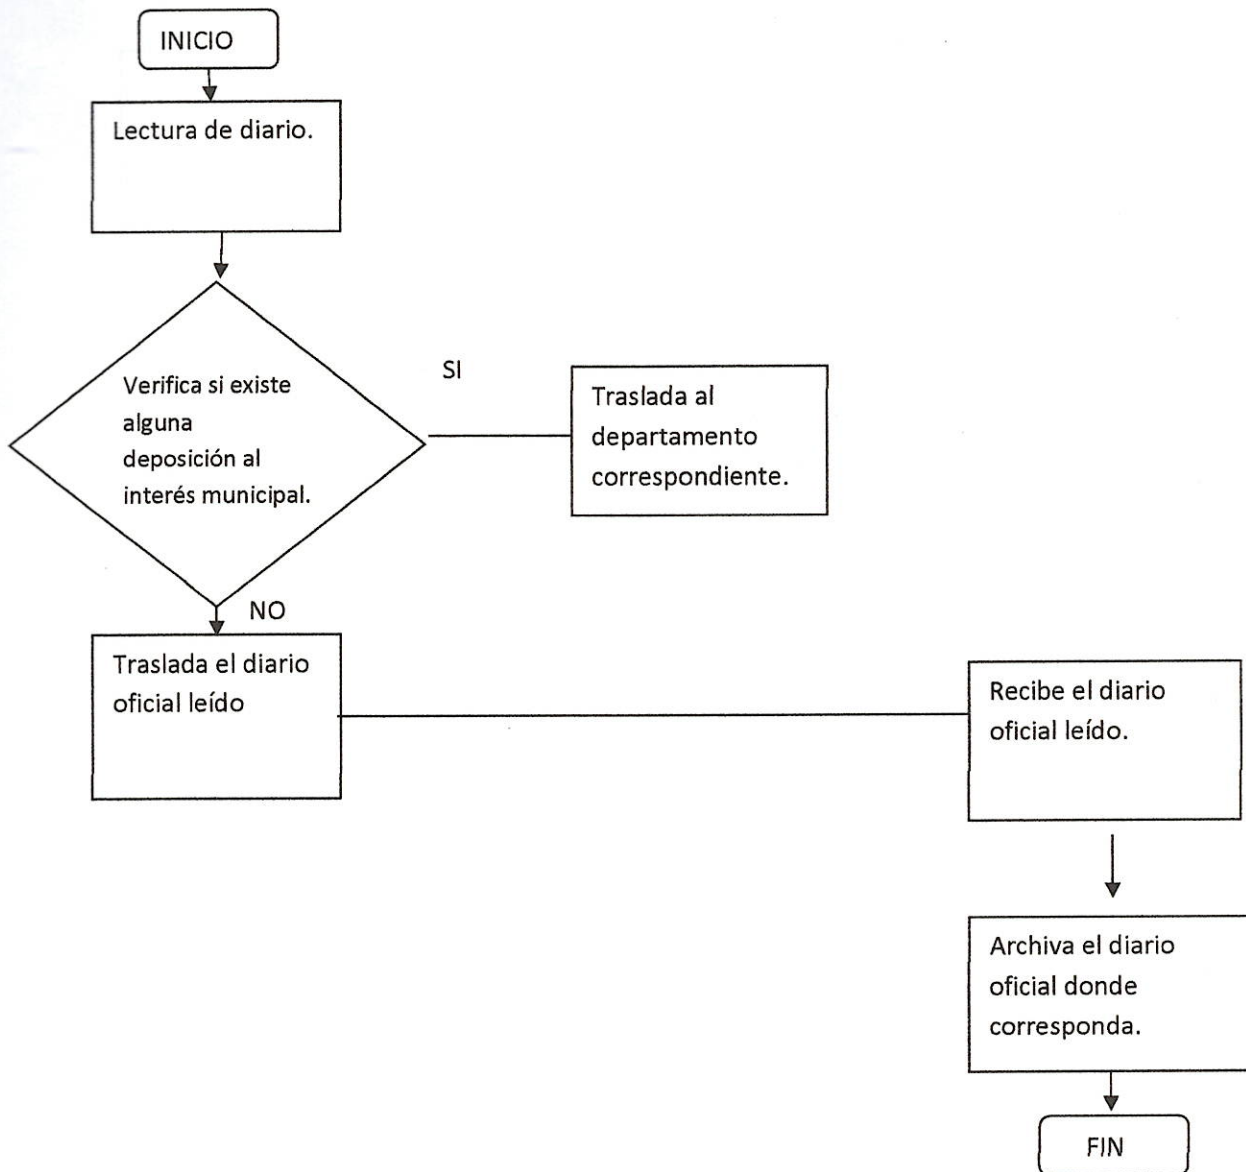 INICIO
Lectura de diario.
Verifica si existe
alguna
deposición al
interés municipal.
SI
Traslada al
departamento
correspondiente.
NO
Traslada el diario
oficial leído
Recibe el diario
oficial leído.
Archiva el diario
oficial donde
corresponda.
FIN